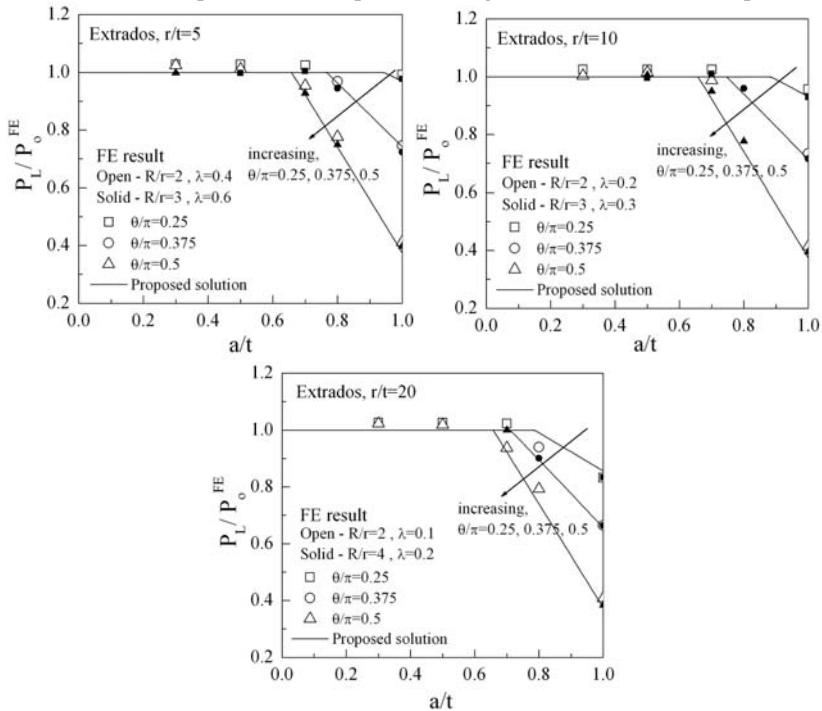 Extrados, r/t=5
P_L / P_o^FE
1.2
1.0
0.8
0.6
0.4
0.2
increasing,
θ/π=0.25, 0.375, 0.5
FE result
Open - R/r=2 , λ=0.4
Solid - R/r=3 , λ=0.6
□ θ/π=0.25
○ θ/π=0.375
△ θ/π=0.5
Proposed solution
0.0 0.2 0.4 0.6 0.8 1.0
a/t
Extrados, r/t=10
P_L / P_o^FE
1.2
1.0
0.8
0.6
0.4
0.2
increasing,
θ/π=0.25, 0.375, 0.5
FE result
Open - R/r=2 , λ=0.2
Solid - R/r=3 , λ=0.3
□ θ/π=0.25
○ θ/π=0.375
△ θ/π=0.5
Proposed solution
0.0 0.2 0.4 0.6 0.8 1.0
a/t
Extrados, r/t=20
P_L / P_o^FE
1.2
1.0
0.8
0.6
0.4
0.2
increasing,
θ/π=0.25, 0.375, 0.5
FE result
Open - R/r=2 , λ=0.1
Solid - R/r=4 , λ=0.2
□ θ/π=0.25
○ θ/π=0.375
△ θ/π=0.5
Proposed solution
0.0 0.2 0.4 0.6 0.8 1.0
a/t